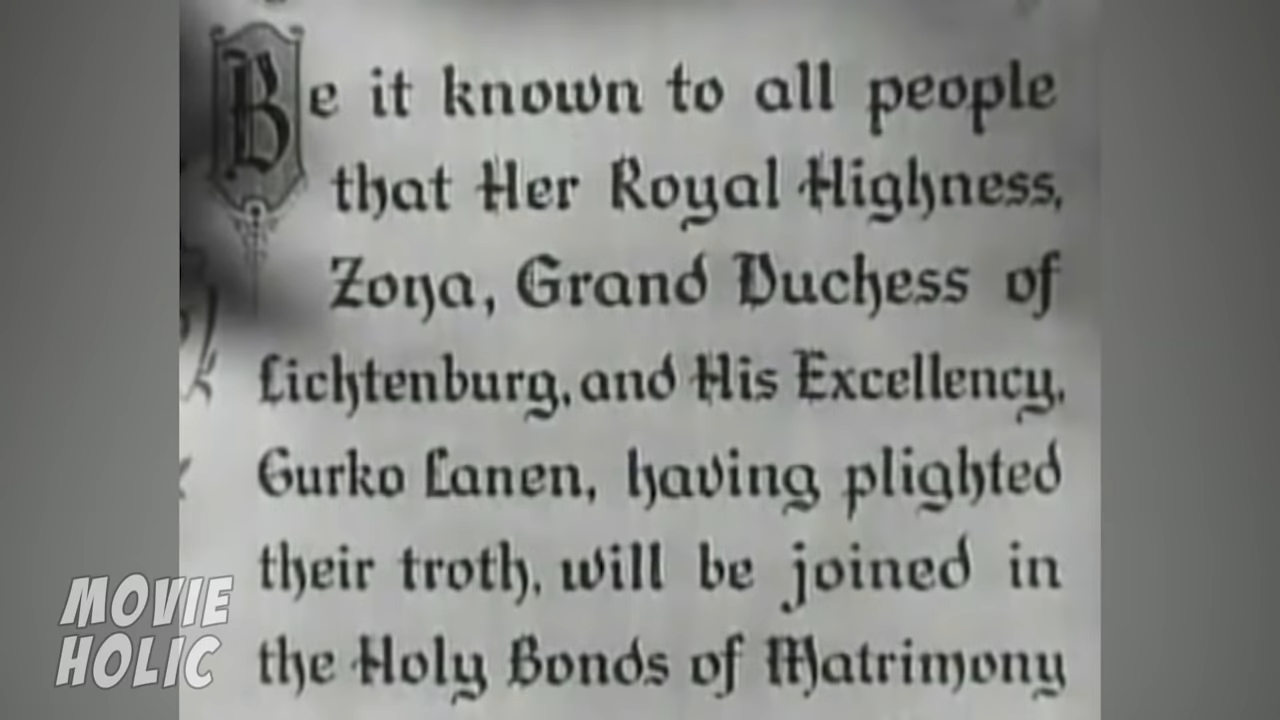 Be it known to all people
that Her Royal Highness,
Zona, Grand Duchess of
Lichtenburg, and His Excellency,
Gurko Lanen, having plighted
their troth, will be joined in
the Holy Bonds of Matrimony
MOVIE
HOLIC